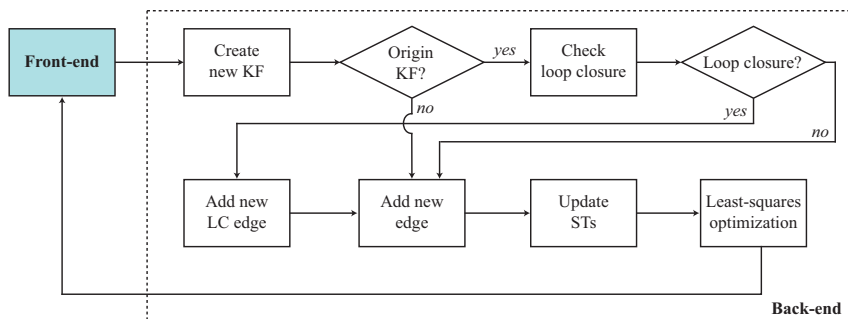 Front-end
Create
new KF
Origin
KF?
yes
Check
loop closure
Loop closure?
no
yes
no
Add new
LC edge
Add new
edge
Update
STs
Least-squares
optimization
Back-end